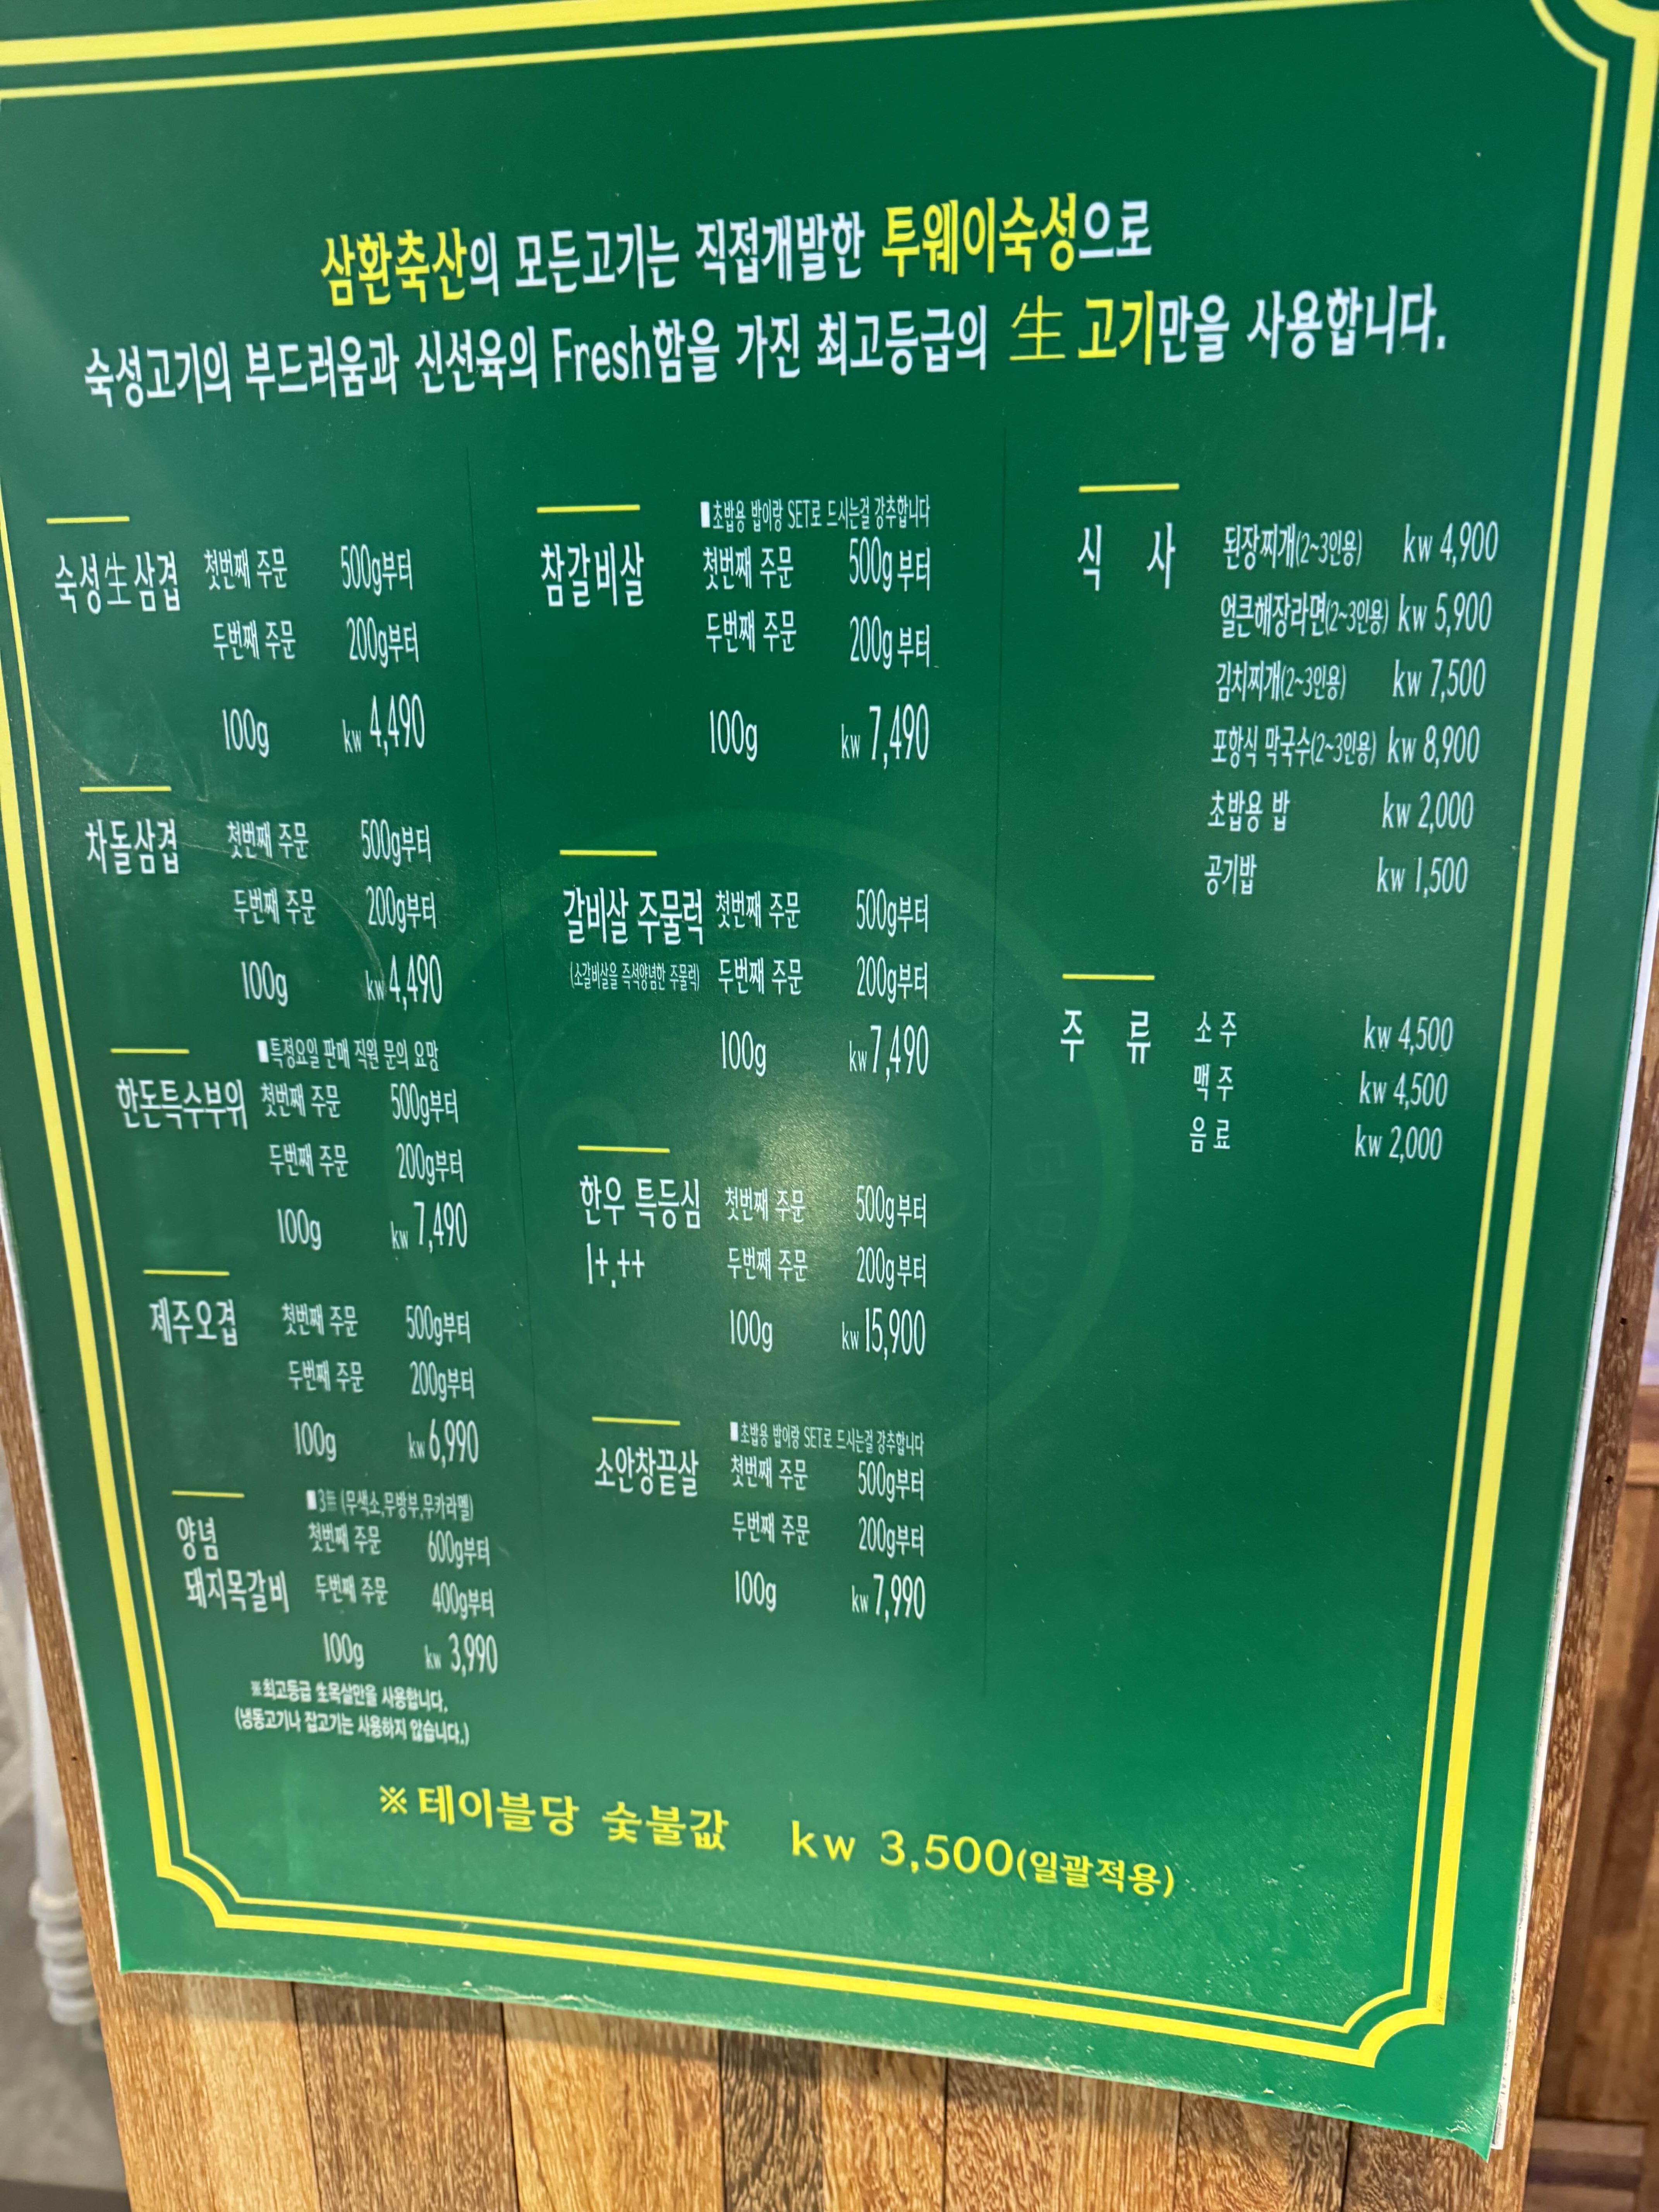 삼환축산의 모든고기는 직접개발한 투웨이숙성으로
숙성고기의 부드러움과 신선육의 Fresh함을 가진 최고등급의 生 고기만을 사용합니다.
숙성生삼겹 첫번째 주문 500g부터
두번째 주문 200g부터
100g kw 4,490
차돌삼겹 첫번째 주문 500g부터
두번째 주문 200g부터
100g kw 4,490
■특정요일 판매 직원 문의 요망
한돈특수부위 첫번째 주문 500g부터
두번째 주문 200g부터
100g kw 7,490
제주오겹 첫번째 주문 500g부터
두번째 주문 200g부터
100g kw 6,990
■3無 (무색소,무방부,무카라멜)
양념 첫번째 주문 600g부터
돼지목갈비 두번째 주문 400g부터
100g kw 3,990
※최고등급 生목살만을 사용합니다.
(냉동고기나 잡고기는 사용하지 않습니다.)
■초밥용 밥이랑 SET로 드시는걸 강추합니다
참갈비살 첫번째 주문 500g 부터
두번째 주문 200g 부터
100g kw 7,490
갈비살 주물럭 첫번째 주문 500g부터
(소갈비살을 즉석양념한 주물럭) 두번째 주문 200g부터
100g kw 7,490
한우 특등심 첫번째 주문 500g부터
1+,++ 두번째 주문 200g부터
100g kw 15,900
■초밥용 밥이랑 SET로 드시는걸 강추합니다
소안창끝살 첫번째 주문 500g부터
두번째 주문 200g부터
100g kw 7,990
식 사 된장찌개(2~3인용) kw 4,900
얼큰해장라면(2~3인용) kw 5,900
김치찌개(2~3인용) kw 7,500
포항식 막국수(2~3인용) kw 8,900
초밥용 밥 kw 2,000
공기밥 kw 1,500
주 류 소 주 kw 4,500
맥 주 kw 4,500
음 료 kw 2,000
※테이블당 숯불값 kw 3,500(일괄적용)